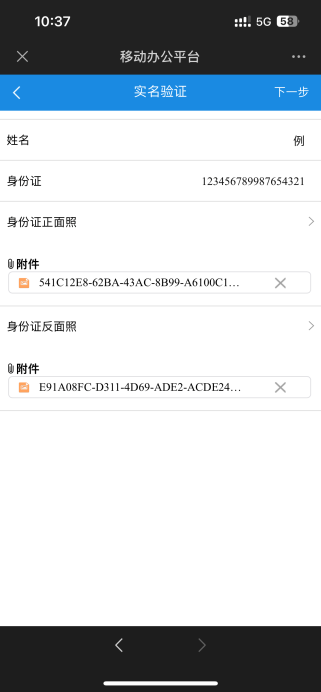 10:37
5G
58
移动办公平台
实名验证
下一步
姓名
例
身份证
123456789987654321
身份证正面照
附件
541C12E8-62BA-43AC-8B99-A6100C1...
身份证反面照
附件
E91A08FC-D311-4D69-ADE2-ACDE24...